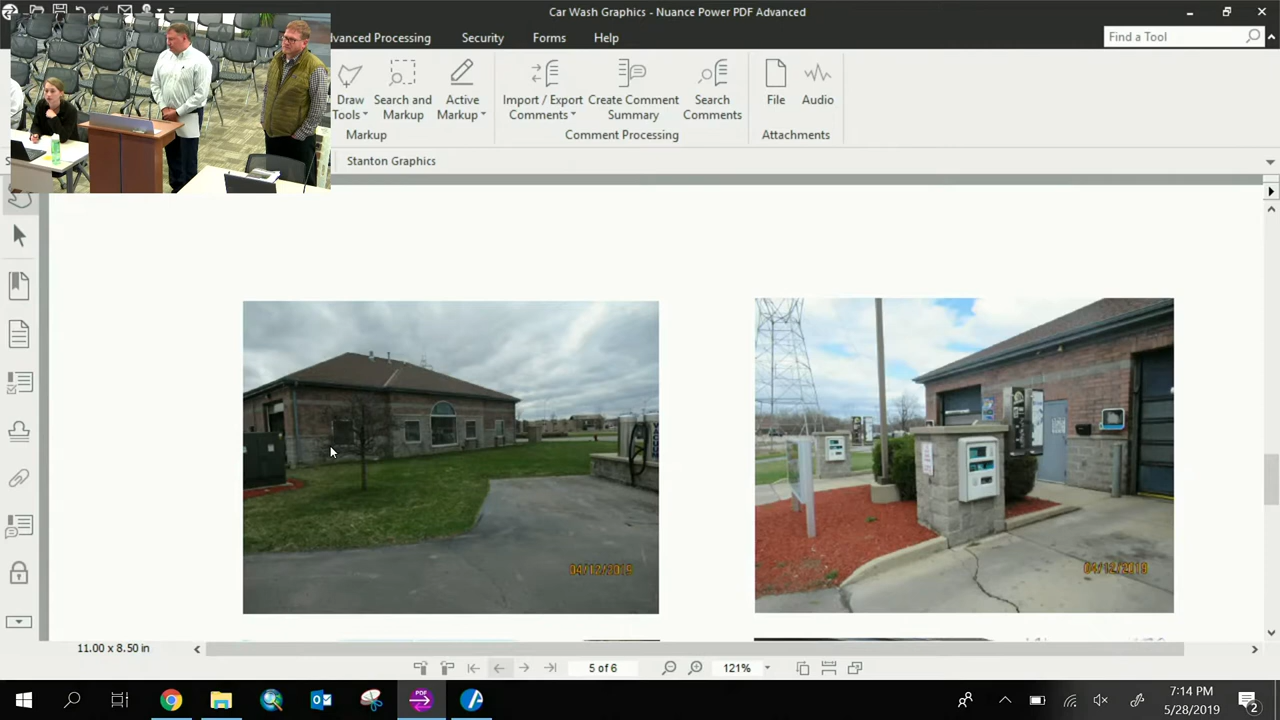 Car Wash Graphics - Nuance Power PDF Advanced
Processing
Security
Forms
Help
Find a Tool
Draw Tools
Search and Markup
Active Markup
Import / Export Comments
Create Comment Summary
Search Comments
File
Audio
Markup
Comment Processing
Attachments
Stanton Graphics
04/12/2019
04/12/2019
11.00 x 8.50 in
5 of 6
121%
PDF
7:14 PM
5/28/2019
2